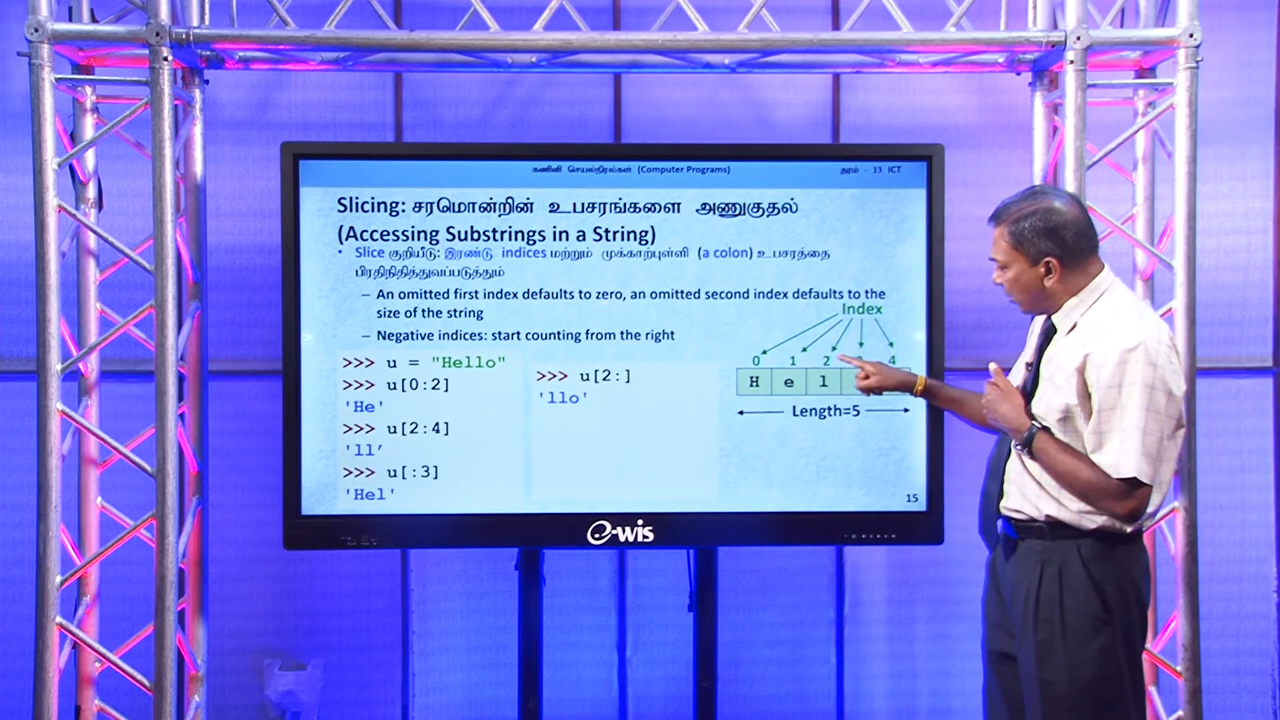 கணினி செயல்நிரல்கள் (Computer Programs)
தரம் - 13 ICT
Slicing: சரமொன்றின் உபசரங்களை அணுகுதல்
(Accessing Substrings in a String)
• Slice குறியீடு: இரண்டு indices மற்றும் முக்காற்புள்ளி (a colon) உபசரத்தை
பிரதிநிதித்துவப்படுத்தும்
– An omitted first index defaults to zero, an omitted second index defaults to the
size of the string
– Negative indices: start counting from the right
Index
0 1 2 4
H e l
Length=5
>>> u = "Hello"
>>> u[0:2]
'He'
>>> u[2:4]
'll’
>>> u[:3]
'Hel'
>>> u[2:]
'llo'
15
e-wis